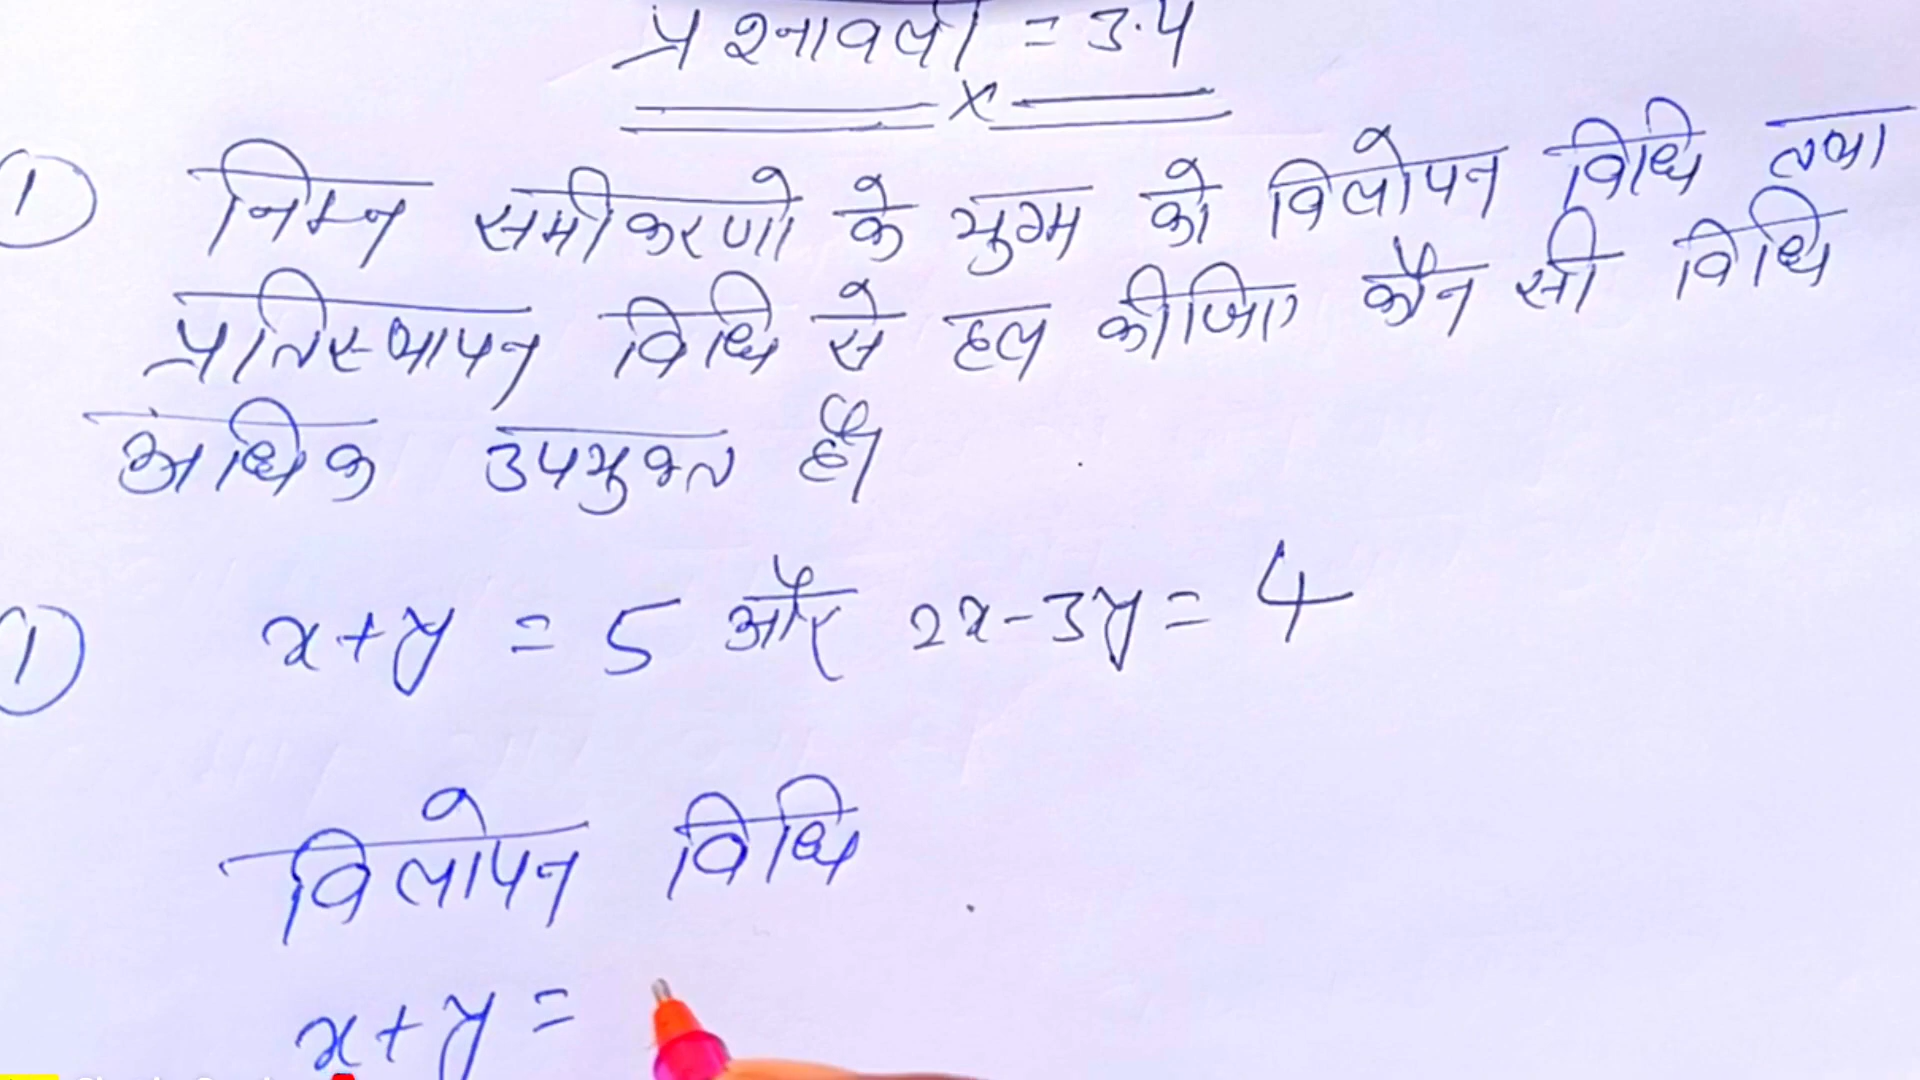 प्रश्नावली = 3.4
x
① निम्न समीकरणो के युग्म को विलोपन विधि तथा
प्रतिस्थापन विधि से हल कीजिए कौन सी विधि
अधिक उपयुक्त है।
① x+y = 5 और 2x-3y = 4
विलोपन विधि
x+y =